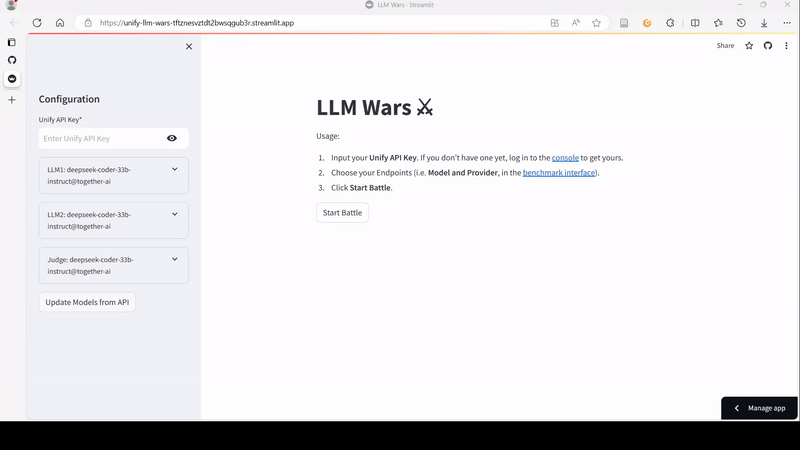 LLM Wars · Streamlit
https://unify-llm-wars-tftznesvztdt2bwsqgub3r.streamlit.app
Share
Configuration
Unify API Key*
Enter Unify API Key
LLM1: deepseek-coder-33b-
instruct@together-ai
LLM2: deepseek-coder-33b-
instruct@together-ai
Judge: deepseek-coder-33b-
instruct@together-ai
Update Models from API
LLM Wars ⚔
Usage:
1. Input your Unify API Key. If you don't have one yet, log in to the console to get yours.
2. Choose your Endpoints (i.e. Model and Provider, in the benchmark interface).
3. Click Start Battle.
Start Battle
Manage app